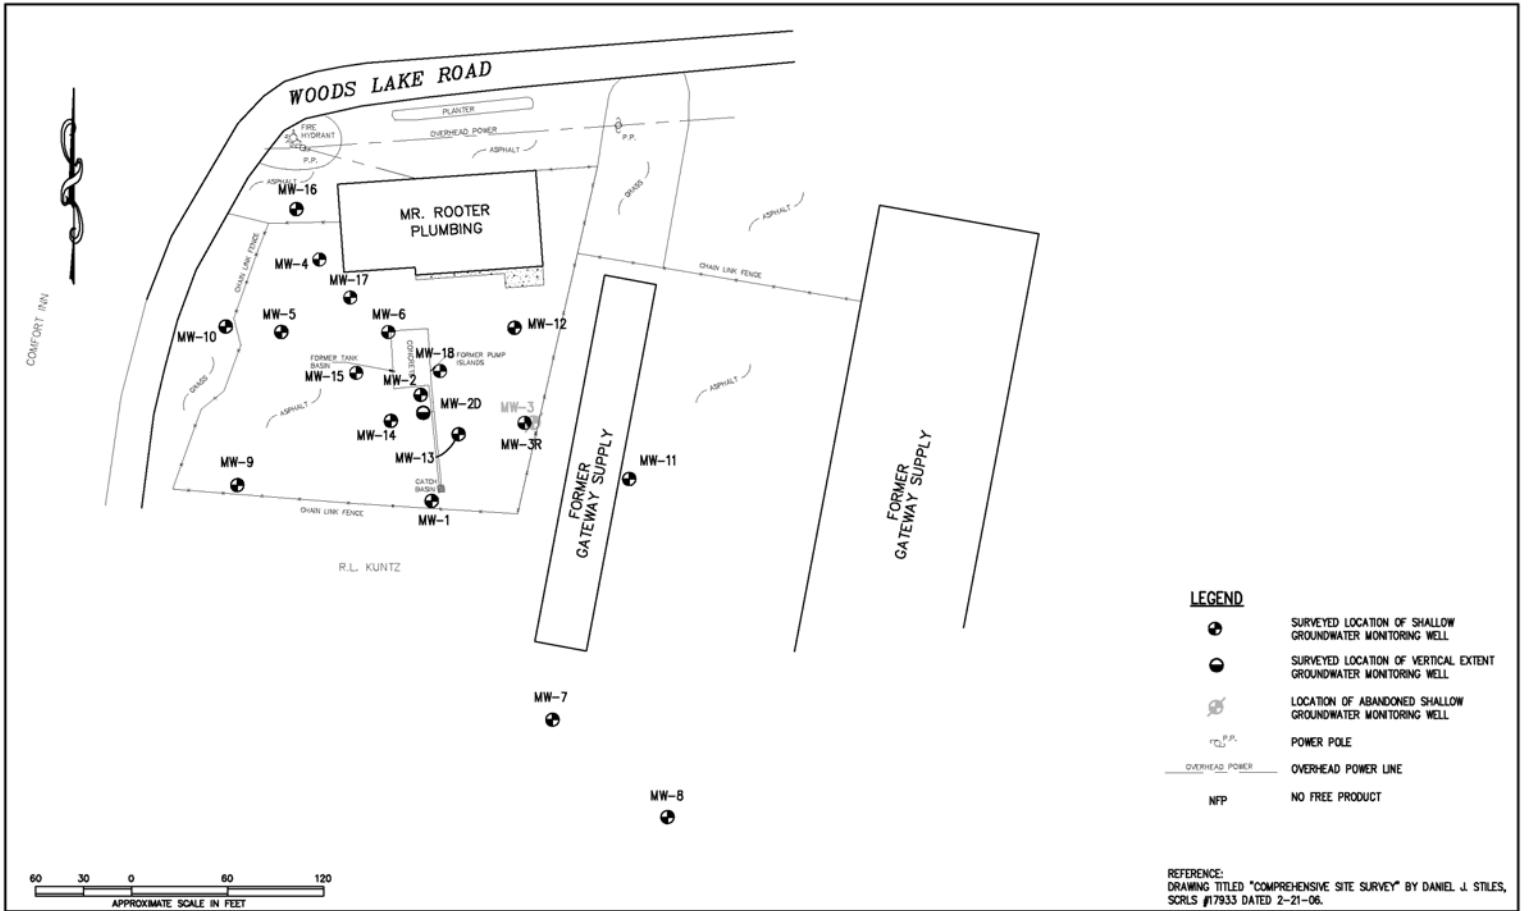 WOODS LAKE ROAD
PLANTER
FIRE
HYDRANT
OVERHEAD POWER
P.P.
P.P.
ASPHALT
ASPHALT
MW-16
GRASS
ASPHALT
MR. ROOTER
PLUMBING
CHAIN LINK FENCE
MW-4
MW-17
CHAIN LINK FENCE
COMFORT INN
MW-10
MW-5
MW-6
MW-12
CONCRETE
FORMER TANK
BASIN
MW-18
FORMER PUMP
ISLANDS
MW-15
MW-2
GRASS
ASPHALT
ASPHALT
MW-2D
MW-3
MW-14
MW-3R
MW-13
MW-9
MW-11
CATCH
BASIN
CHAIN LINK FENCE
MW-1
FORMER
GATEWAY SUPPLY
FORMER
GATEWAY SUPPLY
R.L. KUNTZ
MW-7
MW-8
LEGEND
SURVEYED LOCATION OF SHALLOW
GROUNDWATER MONITORING WELL
SURVEYED LOCATION OF VERTICAL EXTENT
GROUNDWATER MONITORING WELL
LOCATION OF ABANDONED SHALLOW
GROUNDWATER MONITORING WELL
P.P. POWER POLE
OVERHEAD POWER OVERHEAD POWER LINE
NFP NO FREE PRODUCT
60 30 0 60 120
APPROXIMATE SCALE IN FEET
REFERENCE:
DRAWING TITLED "COMPREHENSIVE SITE SURVEY" BY DANIEL J. STILES,
SCRLS #17933 DATED 2-21-06.